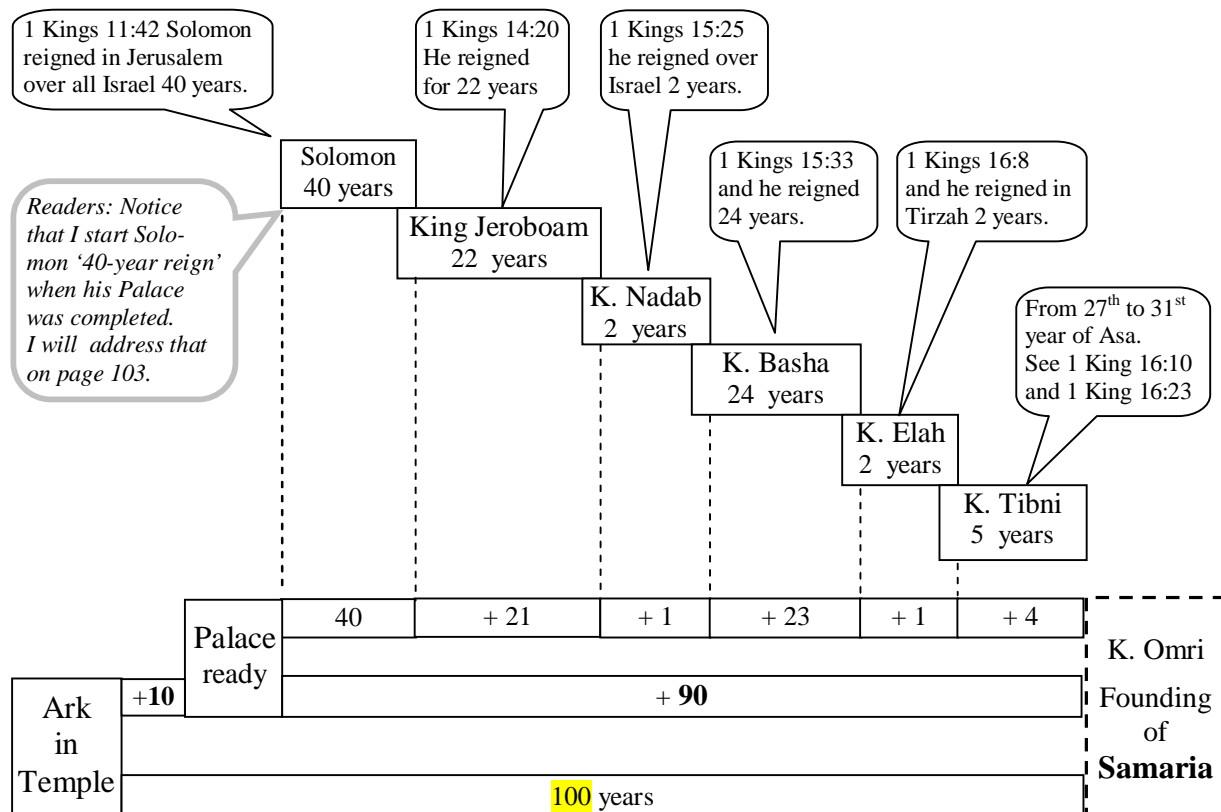 1 Kings 11:42 Solomon
reigned in Jerusalem
over all Israel 40 years.
1 Kings 14:20
He reigned
for 22 years
1 Kings 15:25
he reigned over
Israel 2 years.
Solomon
40 years
1 Kings 15:33
and he reigned
24 years.
1 Kings 16:8
and he reigned in
Tirzah 2 years.
Readers: Notice
that I start Solo-
mon ‘40-year reign’
when his Palace
was completed.
I will address that
on page 103.
King Jeroboam
22 years
K. Nadab
2 years
From 27th to 31st
year of Asa.
See 1 King 16:10
and 1 King 16:23
K. Basha
24 years
K. Elah
2 years
K. Tibni
5 years
Palace
ready
40
+ 21
+ 1
+ 23
+ 1
+ 4
K. Omri
Founding
of
Samaria
Ark
in
Temple
+10
+ 90
100 years